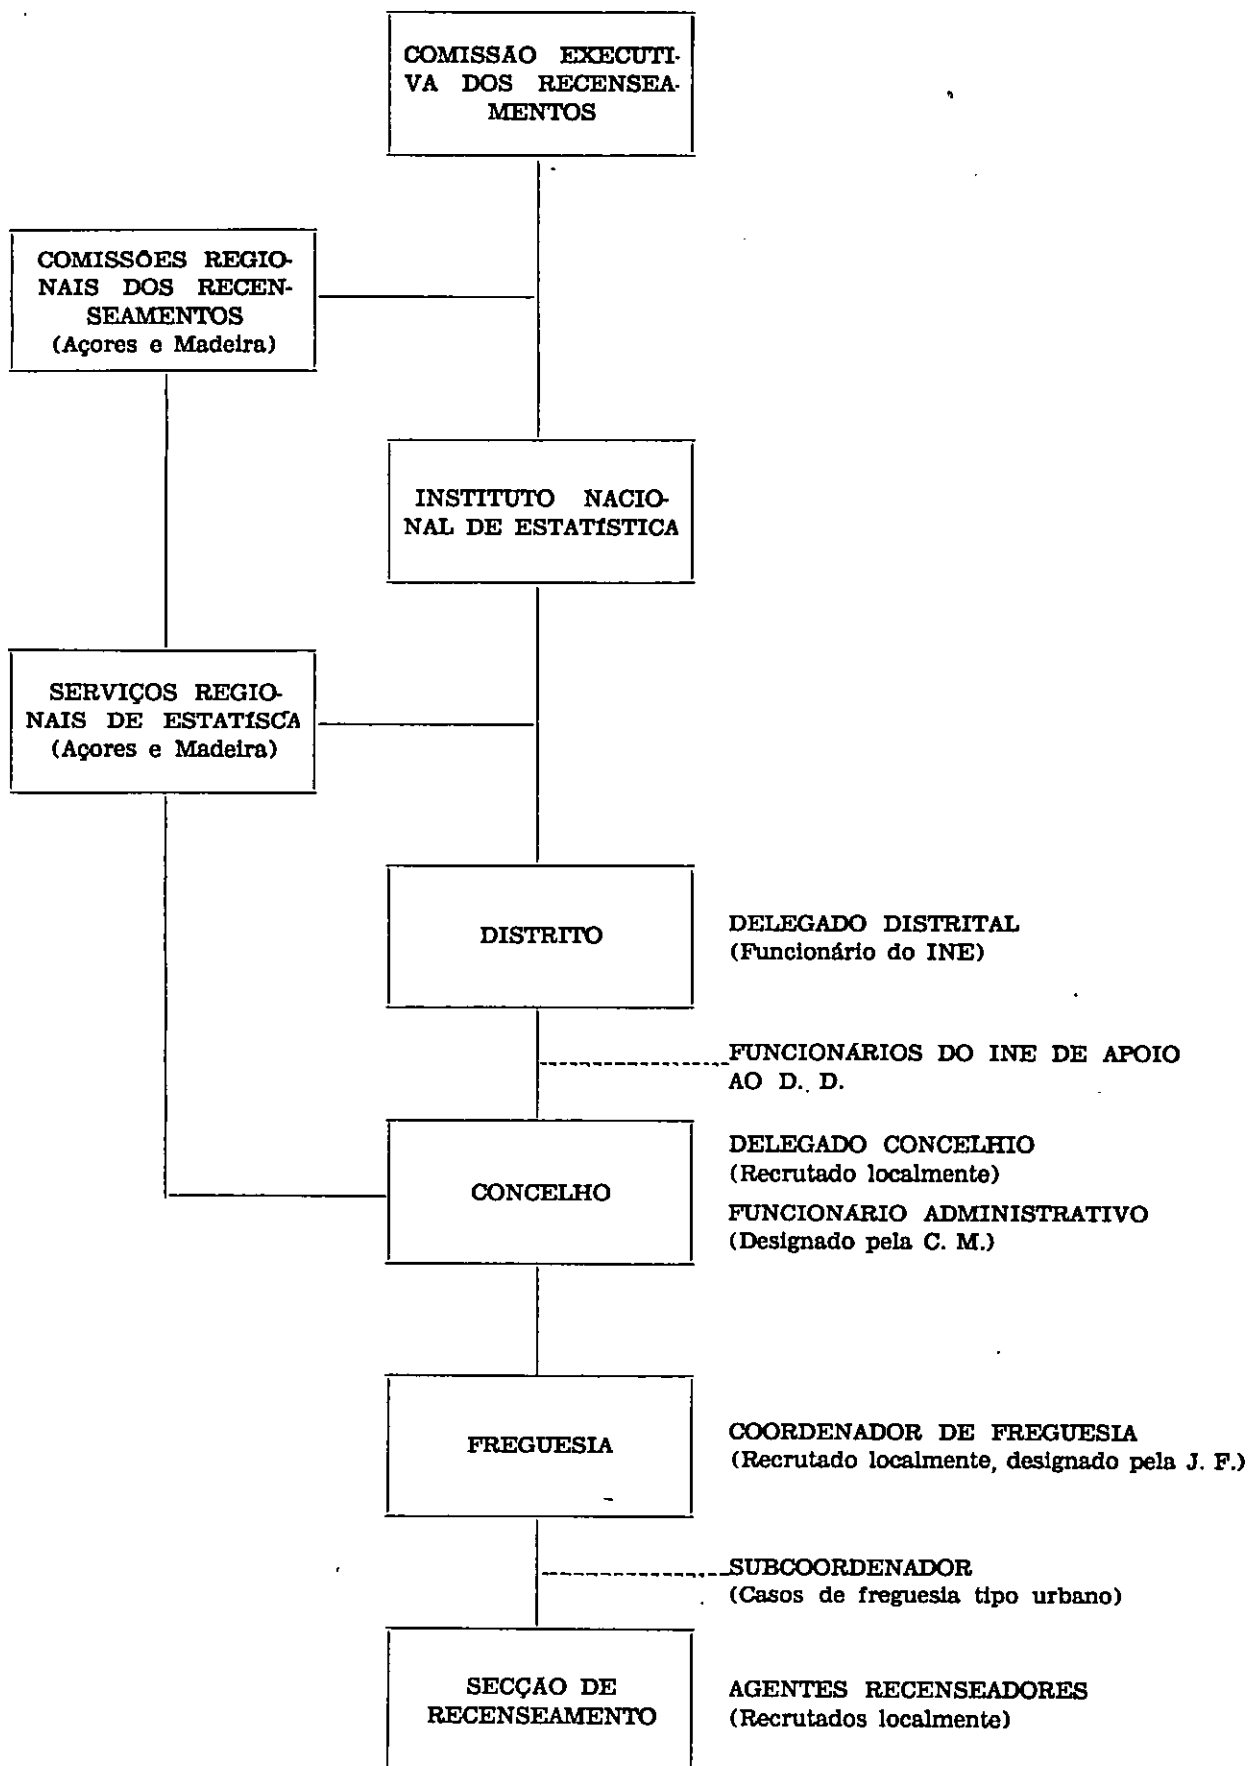 COMISSÃO EXECUTI-
VA DOS RECENSEA-
MENTOS
COMISSÕES REGIO-
NAIS DOS RECEN-
SEAMENTOS
(Açores e Madeira)
INSTITUTO NACIO-
NAL DE ESTATÍSTICA
SERVIÇOS REGIO-
NAIS DE ESTATÍSCA
(Açores e Madeira)
DISTRITO
DELEGADO DISTRITAL
(Funcionário do INE)
FUNCIONÁRIOS DO INE DE APOIO
AO D. D.
CONCELHO
DELEGADO CONCELHIO
(Recrutado localmente)
FUNCIONÁRIO ADMINISTRATIVO
(Designado pela C. M.)
FREGUESIA
COORDENADOR DE FREGUESIA
(Recrutado localmente, designado pela J. F.)
SUBCOORDENADOR
(Casos de freguesia tipo urbano)
SECÇÃO DE
RECENSEAMENTO
AGENTES RECENSEADORES
(Recrutados localmente)